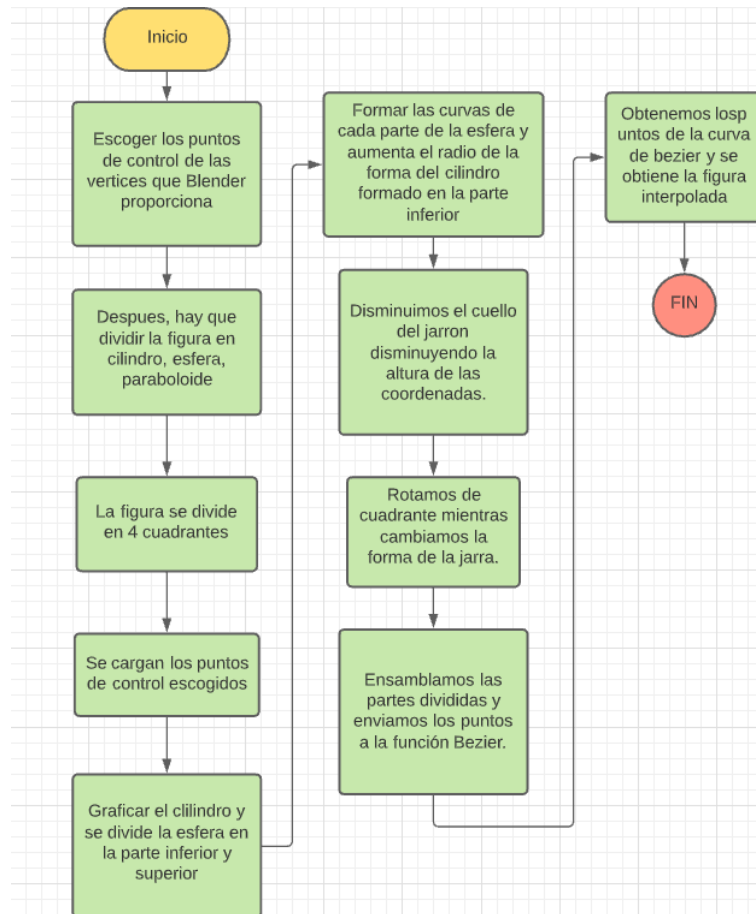 Inicio
Escoger los puntos
de control de las
vertices que Blender
proporciona
Despues, hay que
dividir la figura en
cilindro, esfera,
paraboloide
La figura se divide
en 4 cuadrantes
Se cargan los puntos
de control escogidos
Graficar el clilindro y
se divide la esfera en
la parte inferior y
superior
Formar las curvas de
cada parte de la esfera y
aumenta el radio de la
forma del cilindro
formado en la parte
inferior
Disminuimos el cuello
del jarron
disminuyendo la
altura de las
coordenadas.
Rotamos de
cuadrante mientras
cambiamos la
forma de la jarra.
Ensamblamos las
partes divididas y
enviamos los puntos
a la función Bezier.
Obtenemos losp
untos de la curva
de bezier y se
obtiene la figura
interpolada
FIN